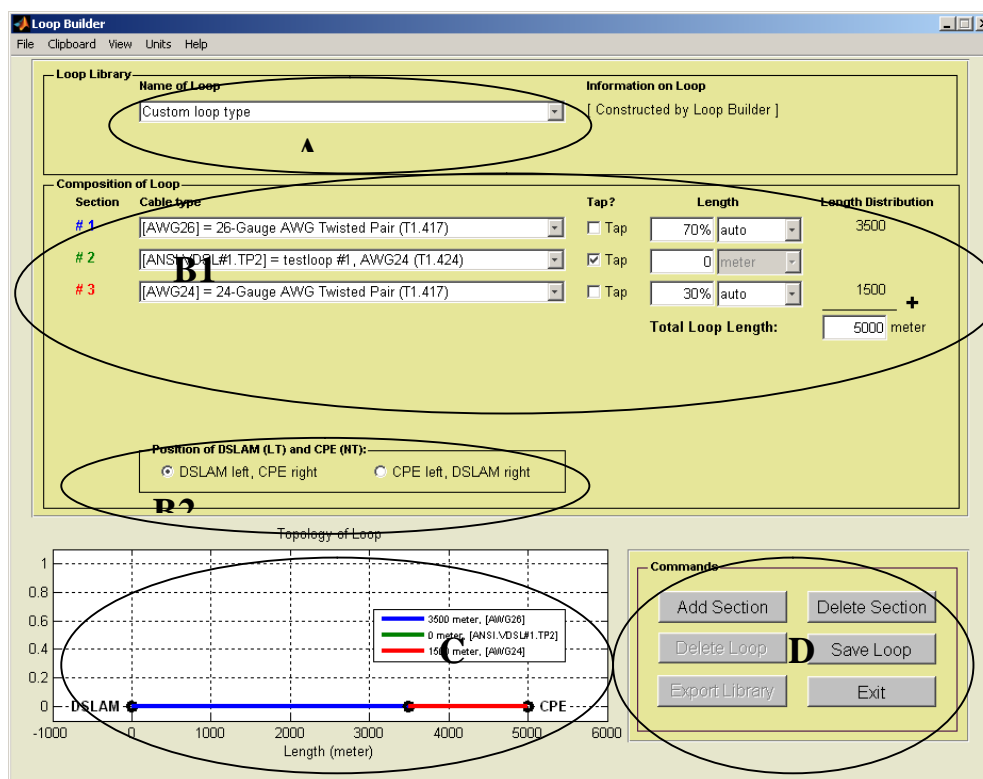 Loop Builder
File Clipboard View Units Help
Loop Library
Name of Loop Information on Loop
Custom loop type [ Constructed by Loop Builder ]
A
Composition of Loop
Section Cable type Tap? Length Length Distribution
# 1 [AWG26] = 26-Gauge AWG Twisted Pair (T1.417) Tap 70% auto 3500
# 2 [ANSI.VDSL#1.TP2] = testloop #1, AWG24 (T1.424) Tap 0 meter
B1
# 3 [AWG24] = 24-Gauge AWG Twisted Pair (T1.417) Tap 30% auto 1500
+
Total Loop Length: 5000 meter
Position of DSLAM (LT) and CPE (NT):
DSLAM left, CPE right CPE left, DSLAM right
B2
Topology of Loop
1
0.8
0.6
0.4
0.2
0
3500 meter, [AWG26]
0 meter, [ANSI.VDSL#1.TP2]
1500 meter, [AWG24]
C
DSLAM CPE
-1000 0 1000 2000 3000 4000 5000 6000
Length (meter)
Commands
Add Section Delete Section
Delete Loop D Save Loop
Export Library Exit